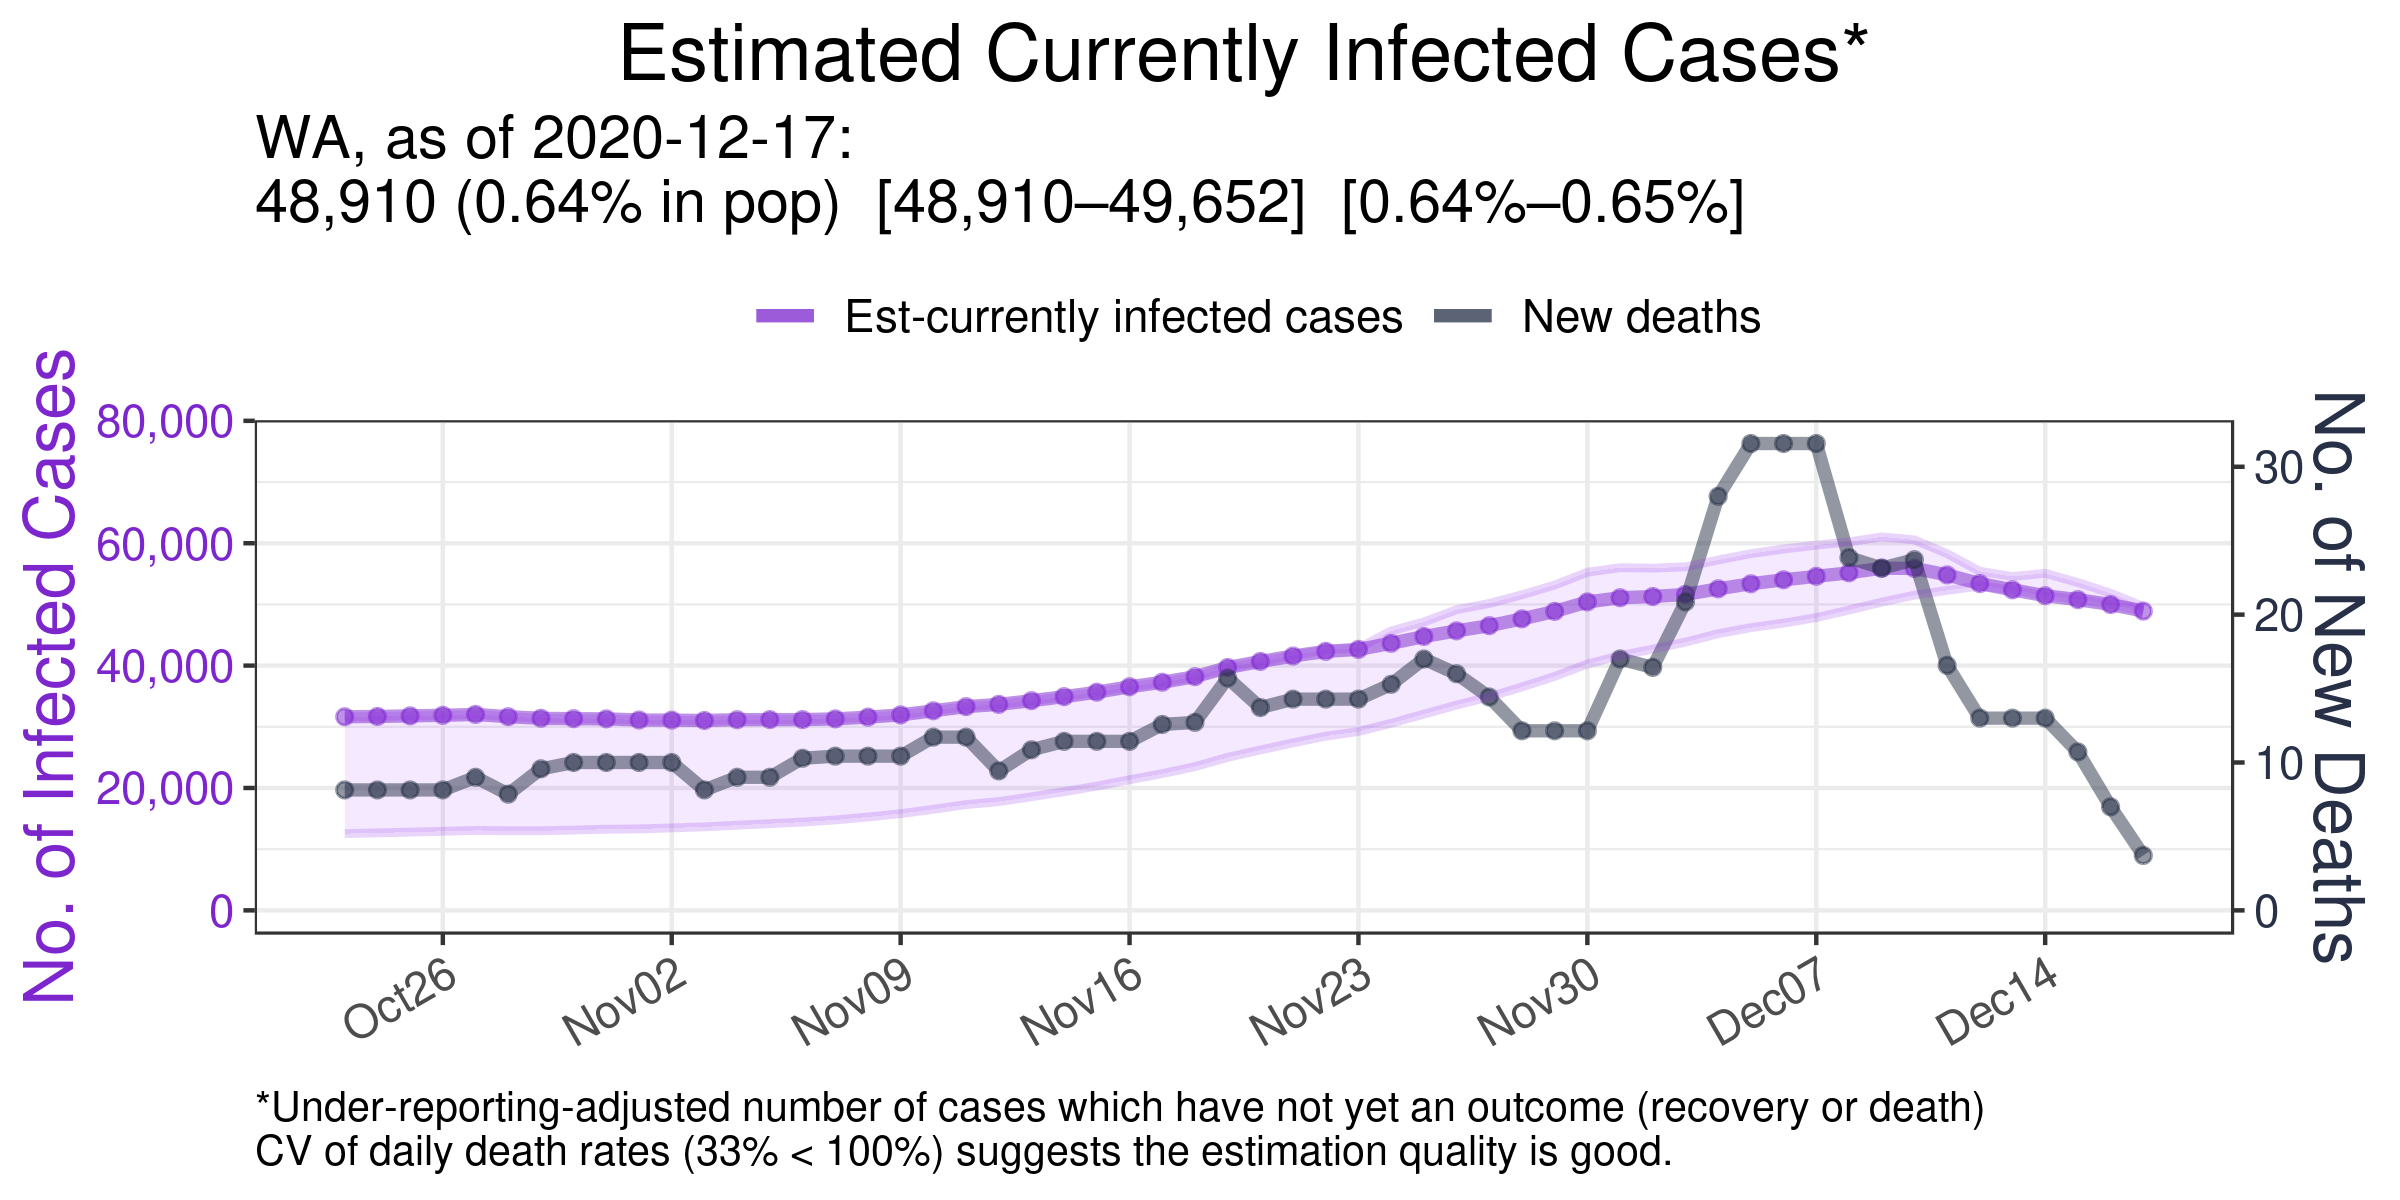 Estimated Currently Infected Cases*
WA, as of 2020-12-17:
48,910 (0.64% in pop) [48,910–49,652] [0.64%–0.65%]
Est-currently infected cases
New deaths
No. of Infected Cases
80,000
60,000
40,000
20,000
0
30
20
10
0
No. of New Deaths
Oct26
Nov02
Nov09
Nov16
Nov23
Nov30
Dec07
Dec14
*Under-reporting-adjusted number of cases which have not yet an outcome (recovery or death)
CV of daily death rates (33% < 100%) suggests the estimation quality is good.